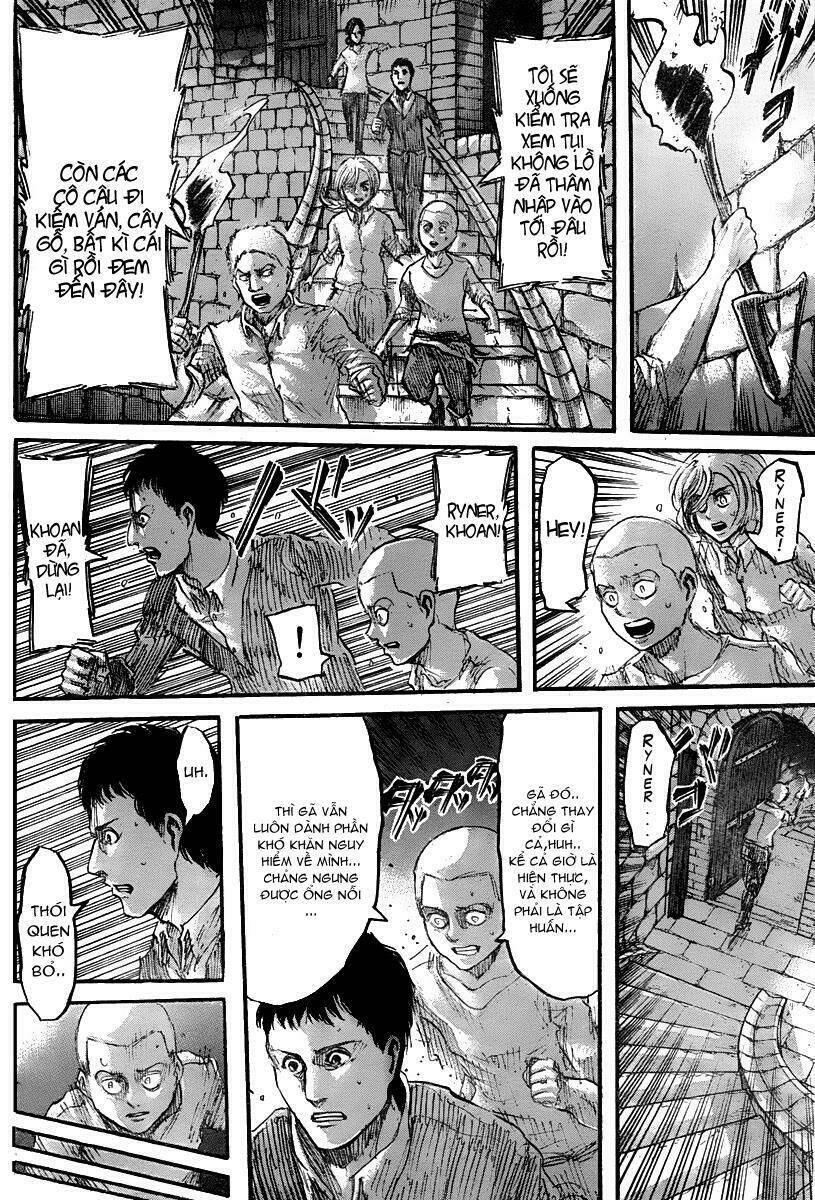 TÔI SẼ
XUỐNG
KIỂM TRA
XEM TỤI
KHÔNG LỒ
ĐÃ THÂM
NHẬP VÀO
TỚI ĐÂU
RỒI!
CÒN CÁC
CÔ CẬU ĐI
KIẾM VÁN, CÂY
GỖ, BẤT KÌ CÁI
GÌ RỒI ĐEM
ĐẾN ĐÂY!
RYNER!
HEY!
RYNER,
KHOAN!
!
KHOAN
ĐÃ,
DỪNG
LẠI!
RYNER...
GÃ ĐÓ..
CHẲNG THAY
ĐỔI GÌ
CẢ,HUH..
KỂ CẢ GIỜ LÀ
HIỆN THỰC,
VÀ KHÔNG
PHẢI LÀ TẬP
HUẤN...
THÌ GÃ VẪN
LUÔN DÀNH PHẦN
KHÓ KHĂN NGUY
HIỂM VỀ MÌNH...
CHẲNG NGƯNG
ĐƯỢC ỔNG NỖI
...
UH.
THÓI
QUEN KHÓ
BỎ..